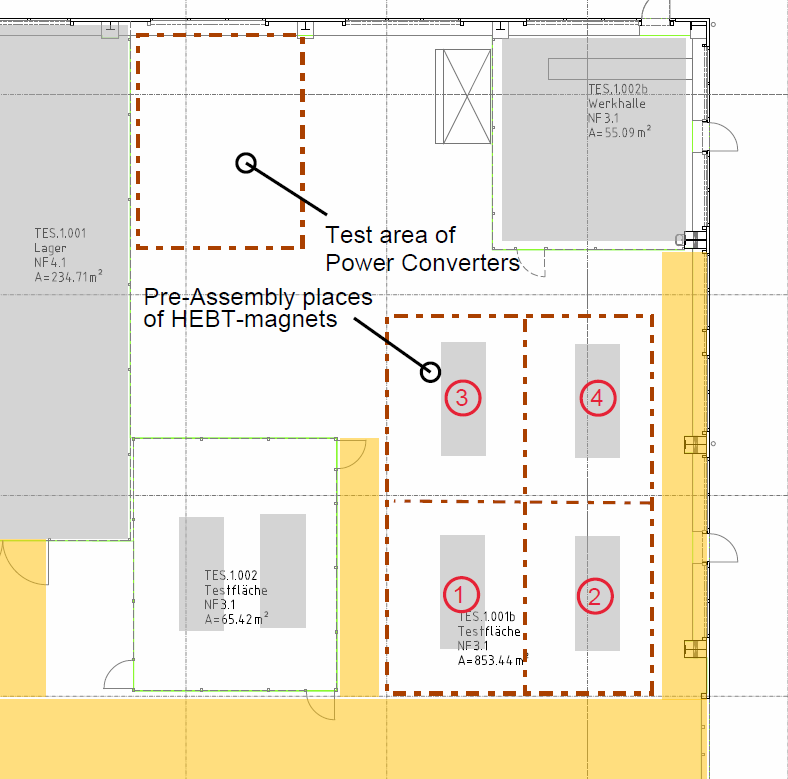 TES.1.002b
Werkhalle
NF3.1
A=55.09m²
TES.1.001
Lager
NF4.1
A=234.71m²
Test area of
Power Converters
Pre-Assembly places
of HEBT-magnets
3
4
1
2
TES.1.002
Testfläche
NF3.1
A=65.42m²
TES.1.001b
Testfläche
NF3.1
A=853.44m²